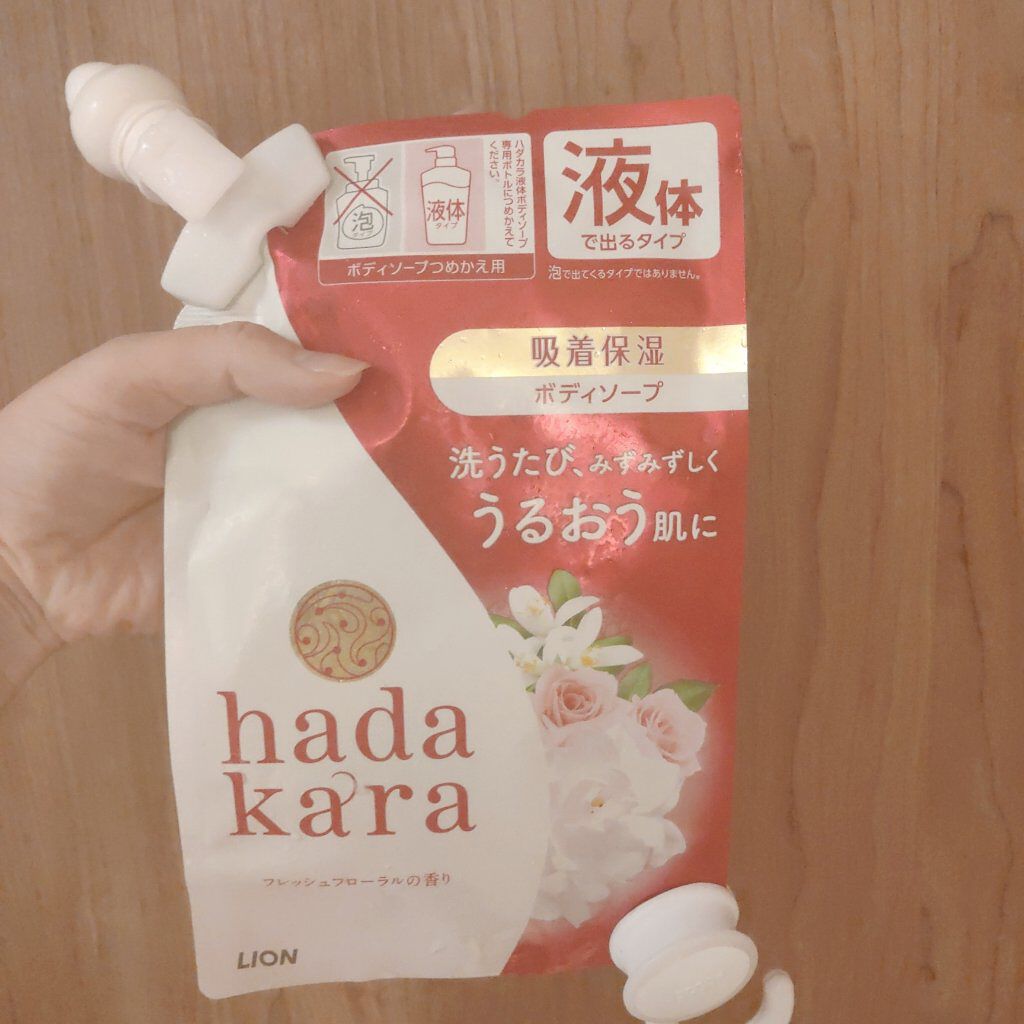 泡
タイプ
液体
タイプ
ハダカラ液体ボディソープ
専用ボトルにつめかえて
ください。
ボディソープつめかえ用
液体
で出るタイプ
泡で出てくるタイプではありません。
吸着保湿
ボディソープ
洗うたび、みずみずしく
うるおう肌に
hada
kara
フレッシュフローラルの香り
LION